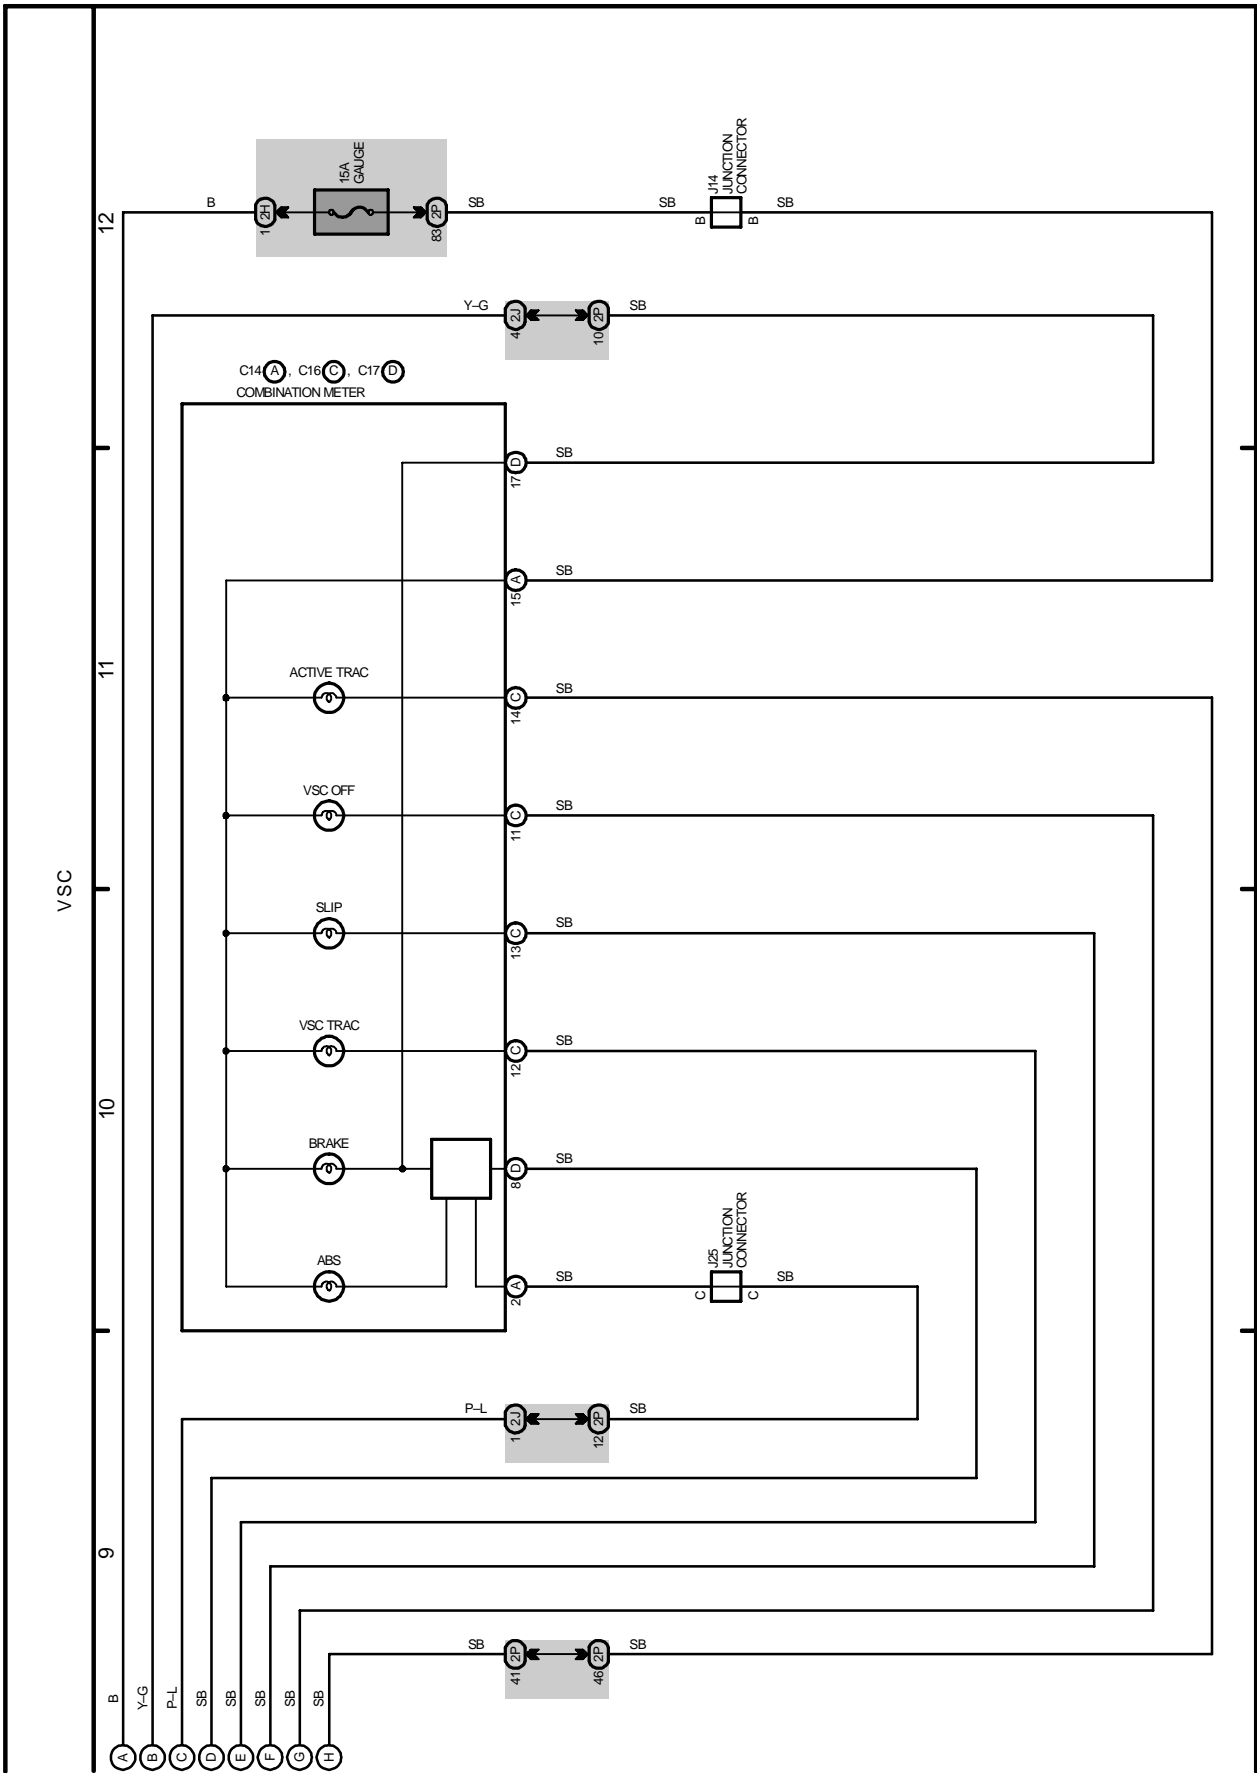 VSC
12
11
10
9
B
1
2H
15A
GAUGE
83
2P
SB
SB
B
B
J14
JUNCTION
CONNECTOR
SB
Y–G
4
2J
10
2P
SB
C14 A , C16 C , C17 D
COMBINATION METER
17
D
SB
15
A
SB
ACTIVE TRAC
14
C
SB
VSC OFF
11
C
SB
SLIP
13
C
SB
VSC TRAC
12
C
SB
BRAKE
8
D
SB
ABS
2
A
SB
C
C
J25
JUNCTION
CONNECTOR
SB
P–L
1
2J
12
2P
SB
SB
41
2P
46
2P
SB
B
Y–G
P–L
SB
SB
SB
SB
SB
A
B
C
D
E
F
G
H